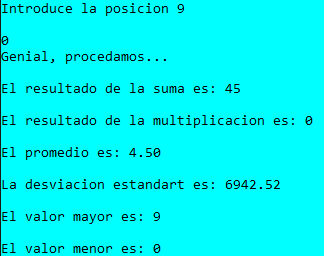 Introduce la posicion 9
0
Genial, procedamos...
El resultado de la suma es: 45
El resultado de la multiplicacion es: 0
El promedio es: 4.50
La desviacion estandart es: 6942.52
El valor mayor es: 9
El valor menor es: 0